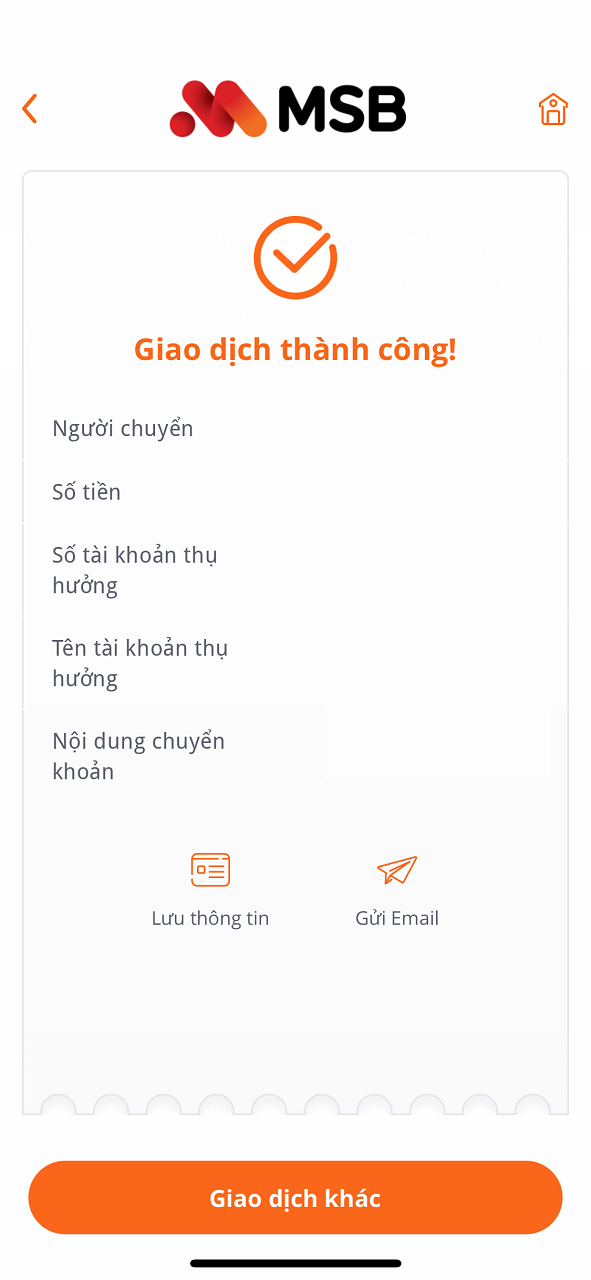 MSB
Giao dịch thành công!
Người chuyển
Số tiền
Số tài khoản thụ
hưởng
Tên tài khoản thụ
hưởng
Nội dung chuyển
khoản
Lưu thông tin
Gửi Email
Giao dịch khác